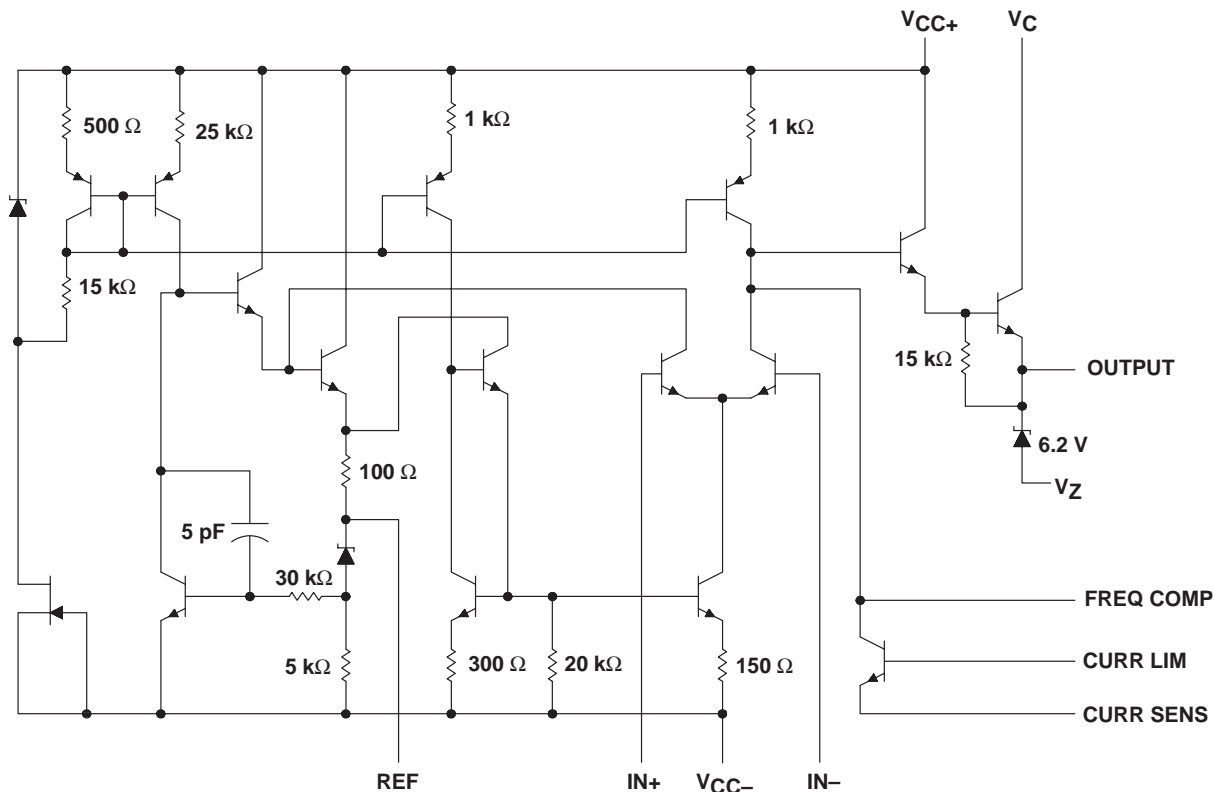 VCC+
VC
500 Ω
25 kΩ
1 kΩ
1 kΩ
15 kΩ
15 kΩ
OUTPUT
6.2 V
VZ
100 Ω
5 pF
30 kΩ
FREQ COMP
5 kΩ
300 Ω
20 kΩ
150 Ω
CURR LIM
CURR SENS
REF
IN+
VCC–
IN–